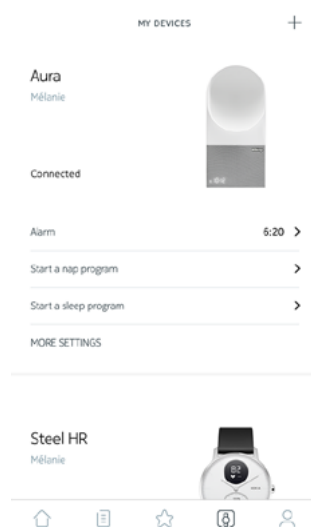 MY DEVICES
Aura
Mélanie
Connected
Alarm 6:20
Start a nap program
Start a sleep program
MORE SETTINGS
Steel HR
Mélanie
82